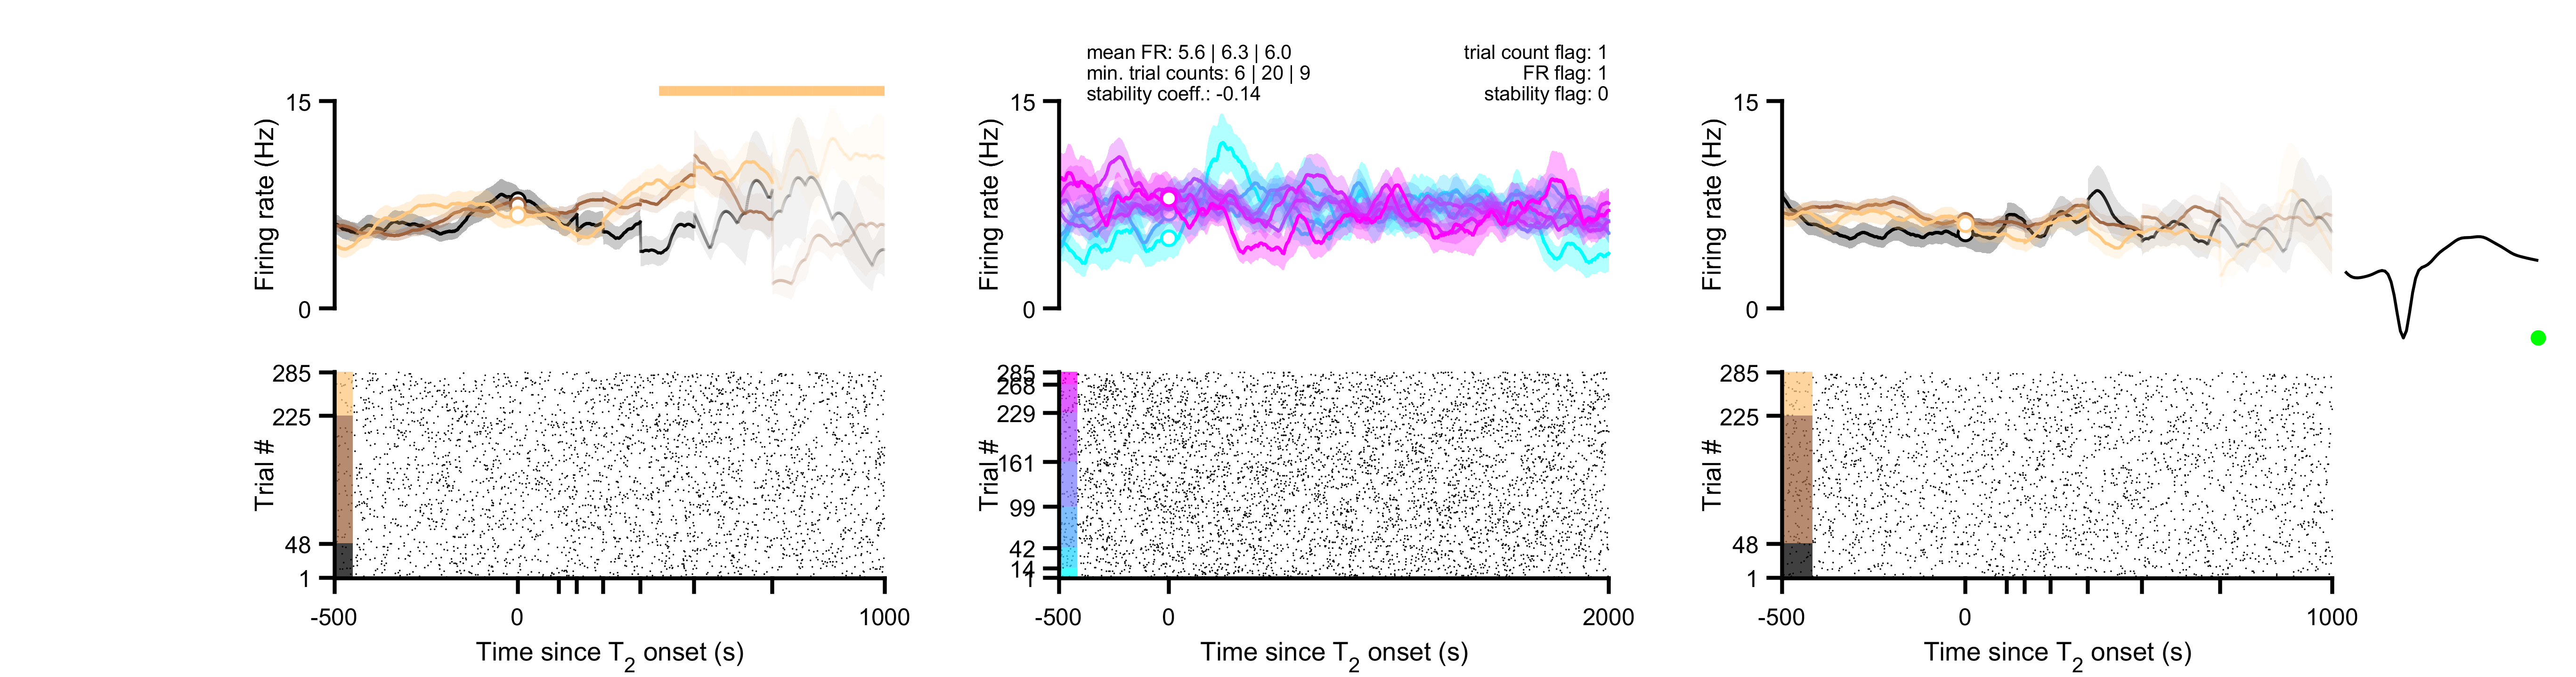 mean FR: 5.6 | 6.3 | 6.0
min. trial counts: 6 | 20 | 9
stability coeff.: -0.14
trial count flag: 1
FR flag: 1
stability flag: 0
15
Firing rate (Hz)
0
285
225
Trial #
48
1
-500
0
1000
Time since T2 onset (s)
15
Firing rate (Hz)
0
285
268
229
161
Trial #
99
42
14
-500
0
2000
Time since T2 onset (s)
15
Firing rate (Hz)
0
285
225
Trial #
48
1
-500
0
1000
Time since T2 onset (s)